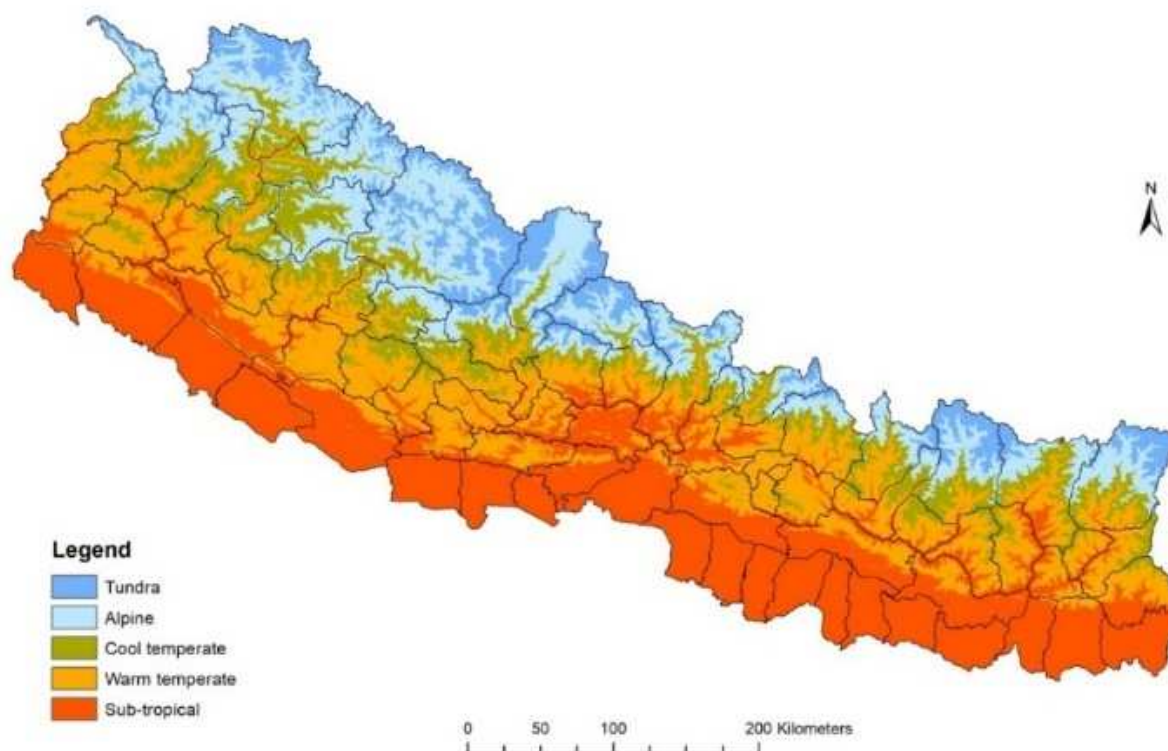 N
Legend
Tundra
Alpine
Cool temperate
Warm temperate
Sub-tropical
0 50 100 200 Kilometers